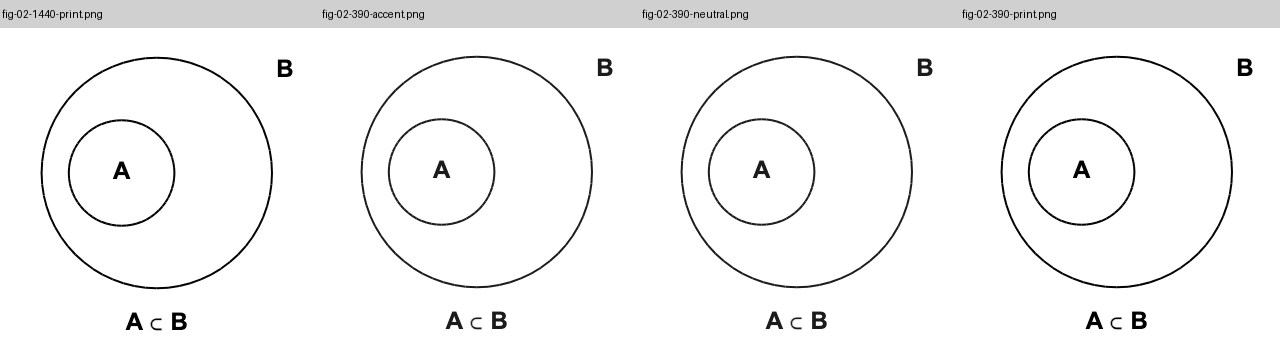 fig-02-1440-print.png
fig-02-390-accent.png
fig-02-390-neutral.png
fig-02-390-print.png
B
B
B
B
A
A
A
A
A ⊂ B
A ⊂ B
A ⊂ B
A ⊂ B